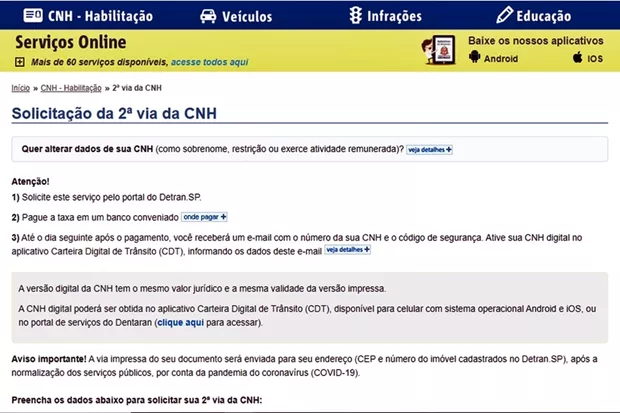 CNH - Habilitação
Veículos
Infrações
Educação
Serviços Online
Mais de 60 serviços disponíveis, acesse todos aqui
Baixe os nossos aplicativos
Android
IOS
Início » CNH - Habilitação » 2ª via da CNH
Solicitação da 2ª via da CNH
Quer alterar dados de sua CNH (como sobrenome, restrição ou exerce atividade remunerada)? veja detalhes +
Atenção!
1) Solicite este serviço pelo portal do Detran.SP.
2) Pague a taxa em um banco conveniado onde pagar +
3) Até o dia seguinte após o pagamento, você receberá um e-mail com o número da sua CNH e o código de segurança. Ative sua CNH digital no
aplicativo Carteira Digital de Trânsito (CDT), informando os dados deste e-mail veja detalhes +
A versão digital da CNH tem o mesmo valor jurídico e a mesma validade da versão impressa.
A CNH digital poderá ser obtida no aplicativo Carteira Digital de Trânsito (CDT), disponível para celular com sistema operacional Android e iOS, ou
no portal de serviços do Dentaran (clique aqui para acessar).
Aviso importante! A via impressa do seu documento será enviada para seu endereço (CEP e número do imóvel cadastrados no Detran.SP), após a
normalização dos serviços públicos, por conta da pandemia do coronavírus (COVID-19).
Preencha os dados abaixo para solicitar sua 2ª via da CNH: